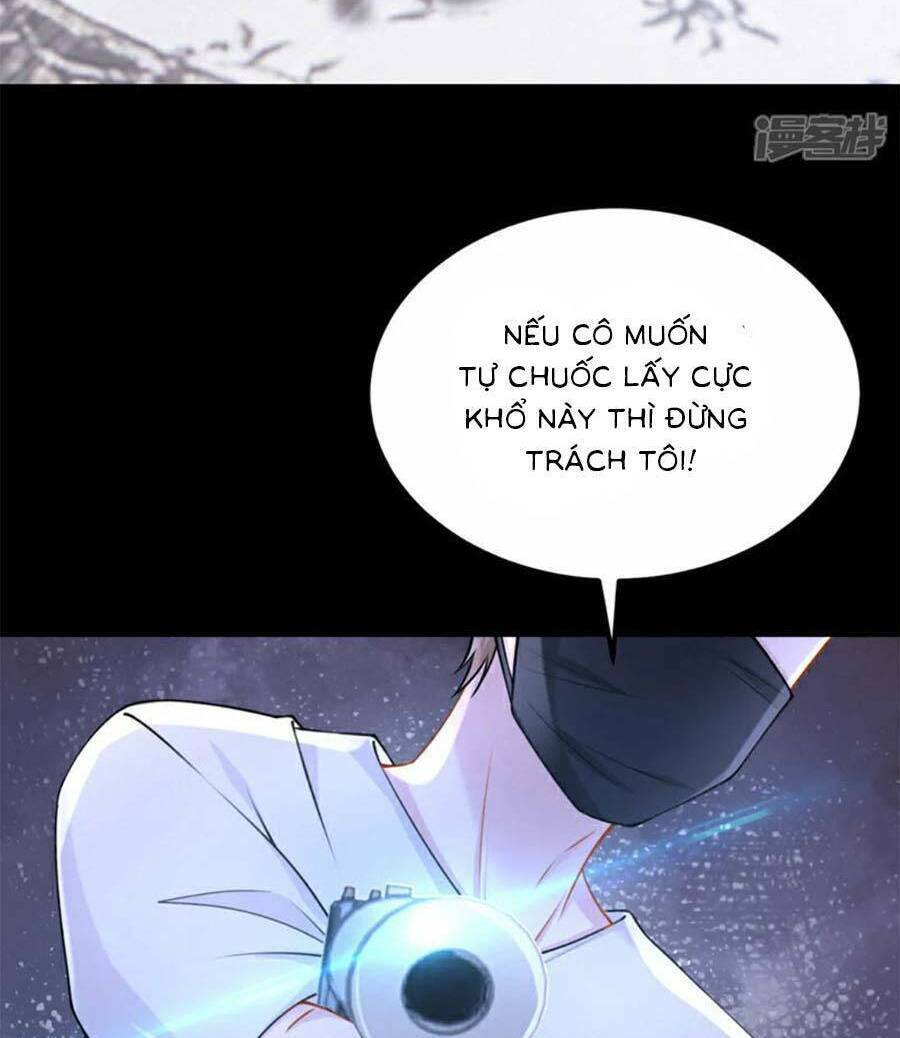 漫客栈
NẾU CÔ MUỐN
TỰ CHUỐC LẤY CỰC
KHỔ NÀY THÌ ĐỪNG
TRÁCH TÔI!